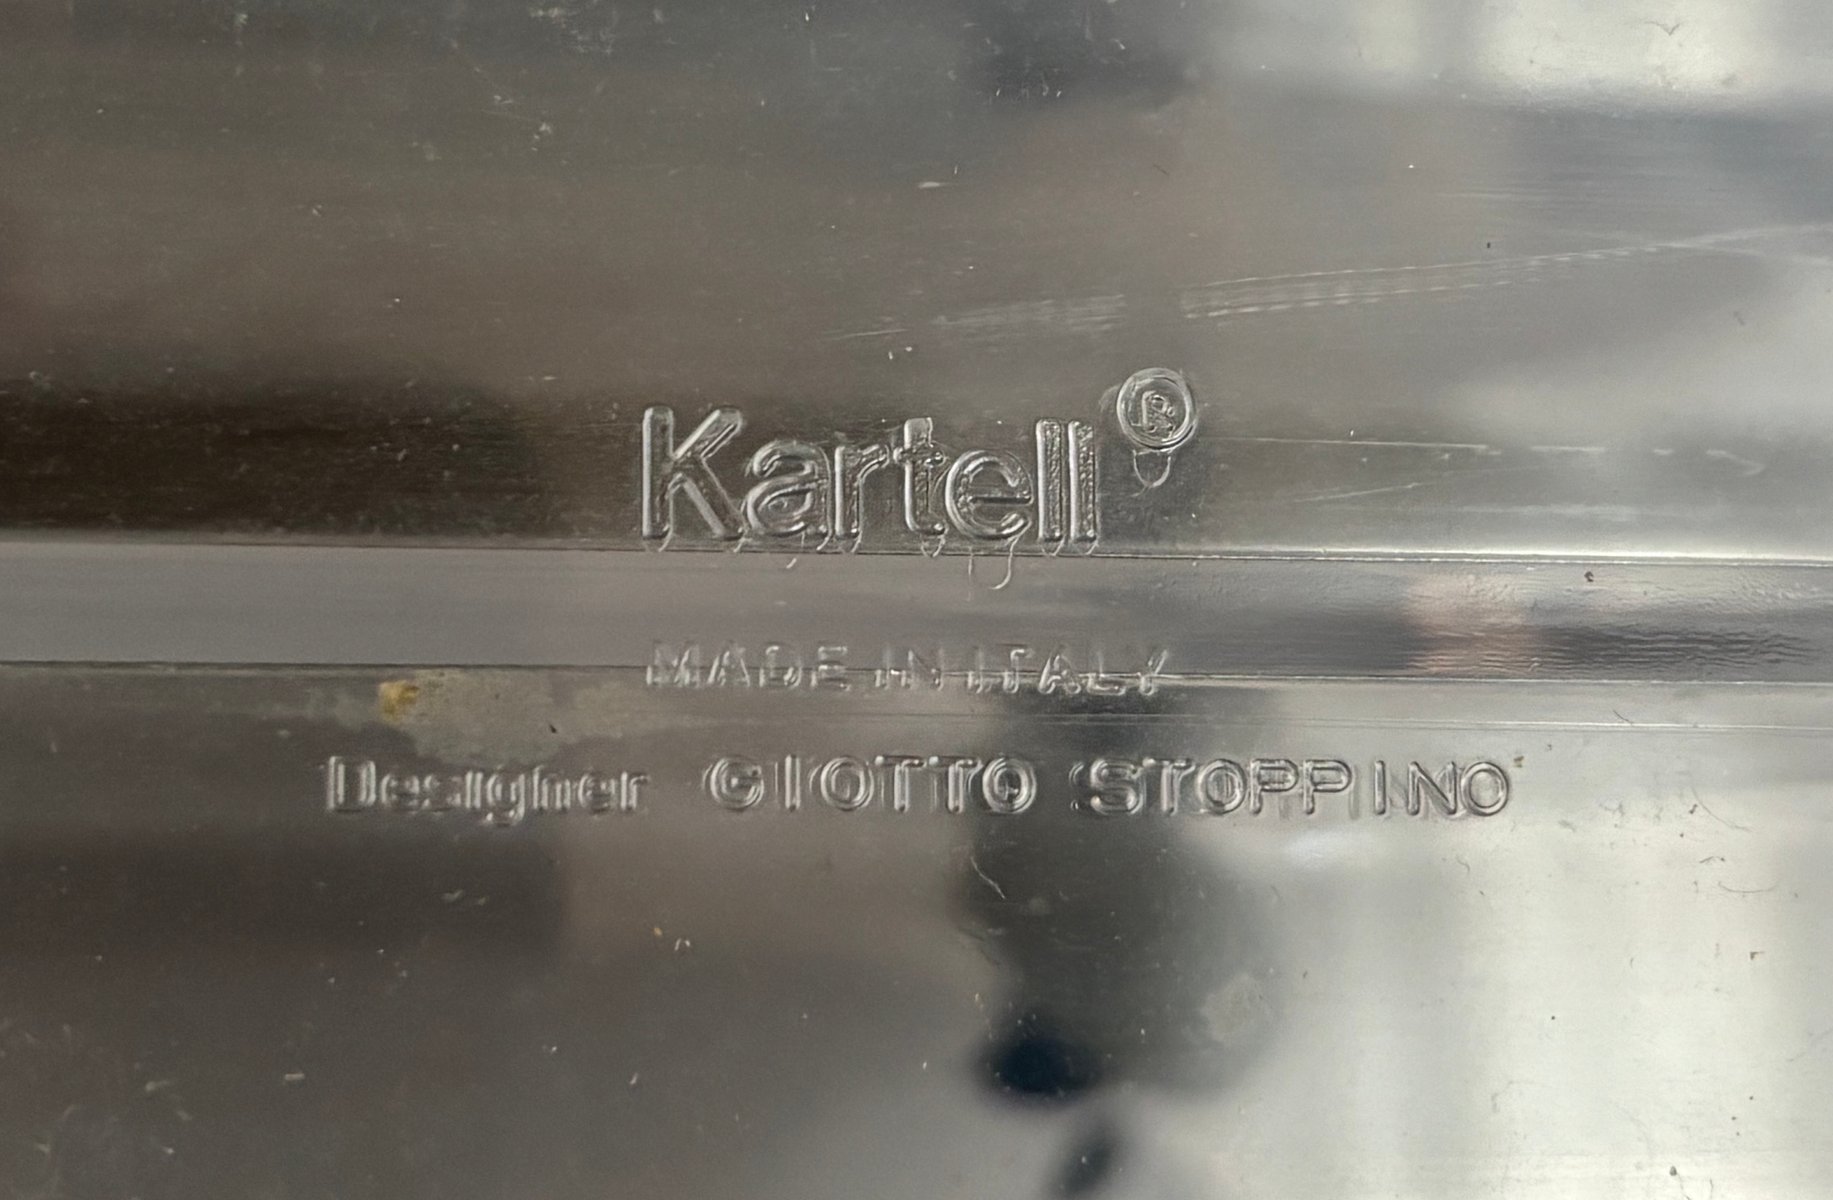 Kartell®
MADE IN ITALY
Designer GIOTTO STOPPINO